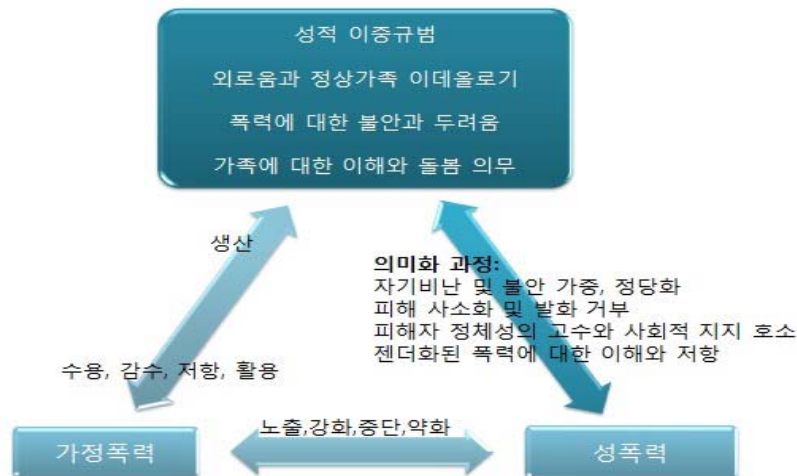 성적 이중규범
외로움과 정상가족 이데올로기
폭력에 대한 불안과 두려움
가족에 대한 이해와 돌봄 의무
생산
의미화 과정:
자기비난 및 불안 가중, 정당화
피해 사소화 및 발화 거부
피해자 정체성의 고수와 사회적 지지 호소
젠더화된 폭력에 대한 이해와 저항
수용, 감수, 저항, 활용
노출,강화,중단,약화
가정폭력
성폭력